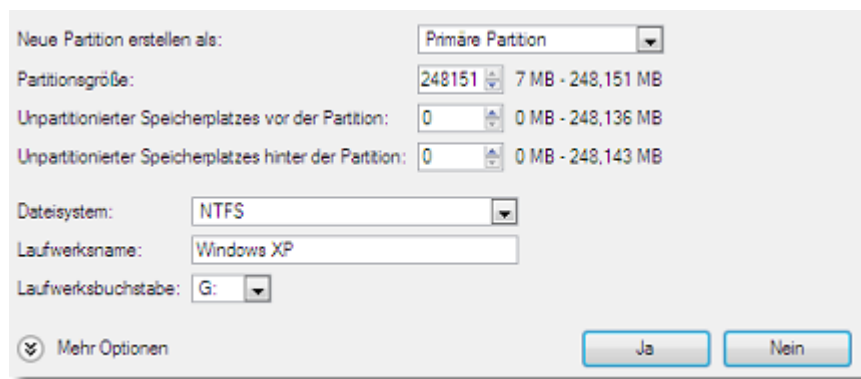 Neue Partition erstellen als: Primäre Partition
Partitionsgröße: 248151 7 MB - 248,151 MB
Unpartitionierter Speicherplatzes vor der Partition: 0 0 MB - 248,136 MB
Unpartitionierter Speicherplatzes hinter der Partition: 0 0 MB - 248,143 MB
Dateisystem: NTFS
Laufwerksname: Windows XP
Laufwerksbuchstabe: G:
Mehr Optionen Ja Nein